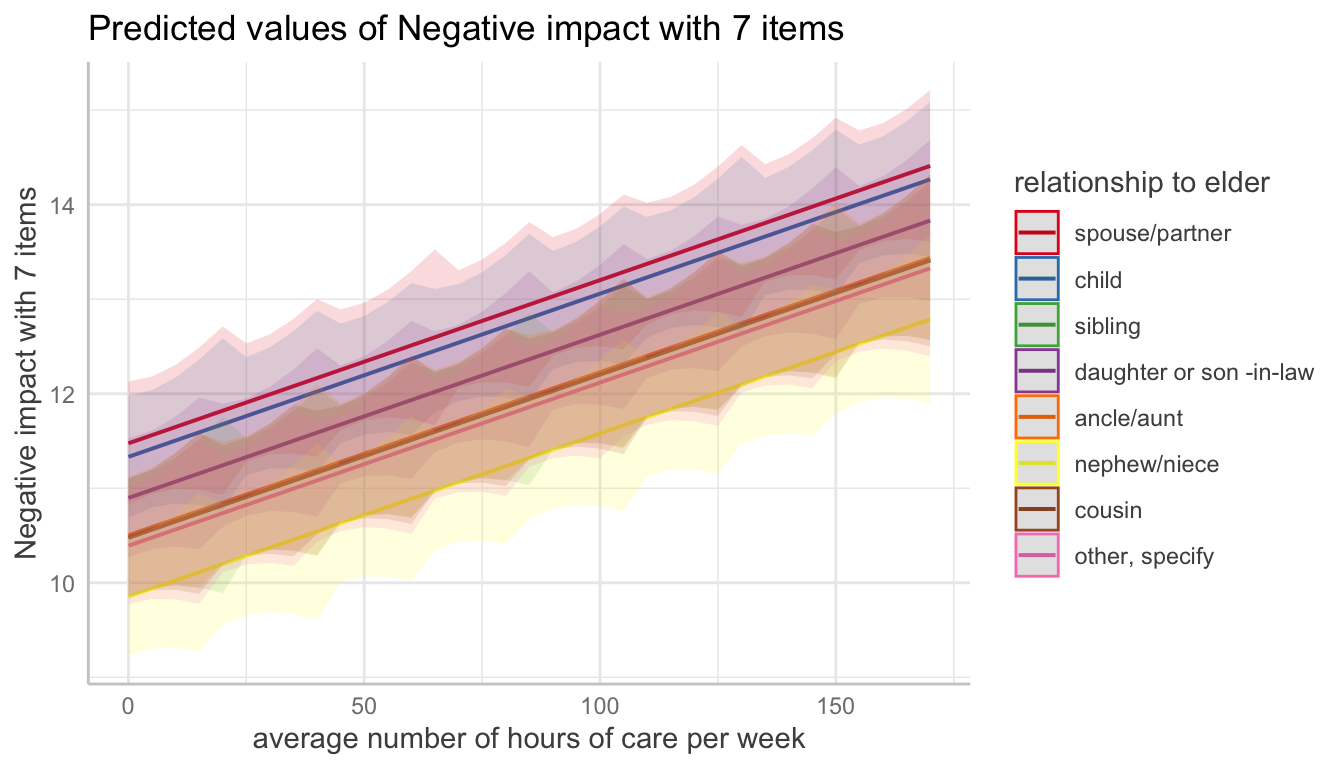 Predicted values of Negative impact with 7 items
Negative impact with 7 items
14
12
10
0
50
100
150
average number of hours of care per week
relationship to elder
spouse/partner
child
sibling
daughter or son -in-law
ancle/aunt
nephew/niece
cousin
other, specify